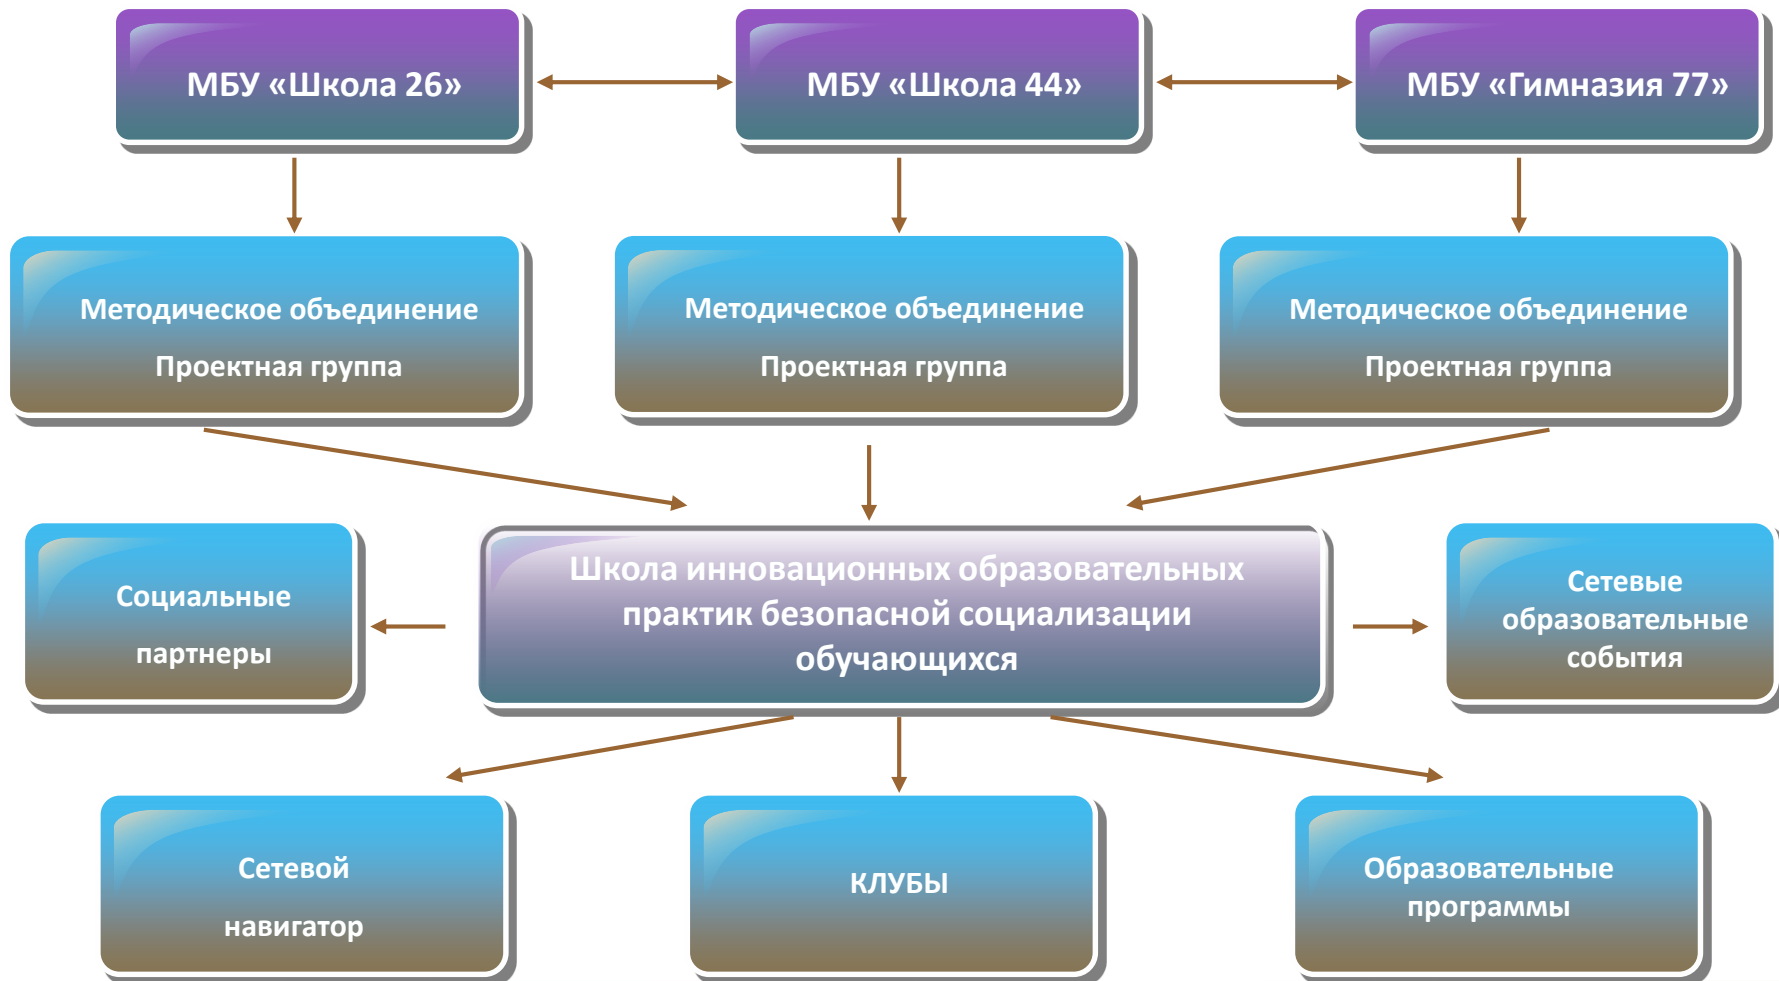 МБУ «Школа 26»
МБУ «Школа 44»
МБУ «Гимназия 77»
Методическое объединение
Проектная группа
Методическое объединение
Проектная группа
Методическое объединение
Проектная группа
Социальные
партнеры
Школа инновационных образовательных
практик безопасной социализации
обучающихся
Сетевые
образовательные
события
Сетевой
навигатор
КЛУБЫ
Образовательные
программы